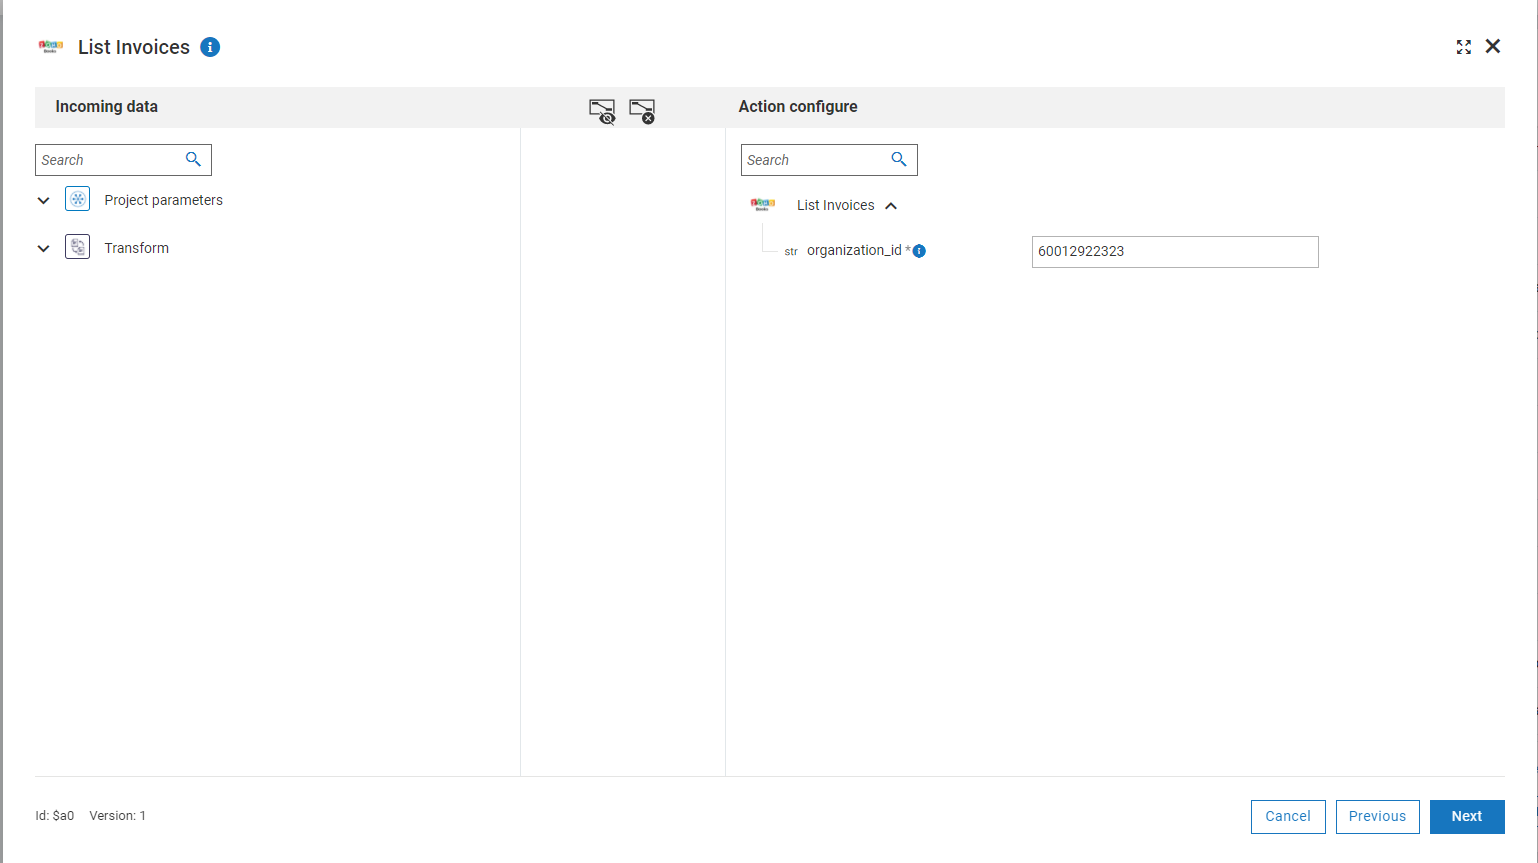 List Invoices
Incoming data
Action configure
Search
Search
Project parameters
List Invoices
Transform
str organization_id *
60012922323
Id: $a0 Version: 1
Cancel
Previous
Next